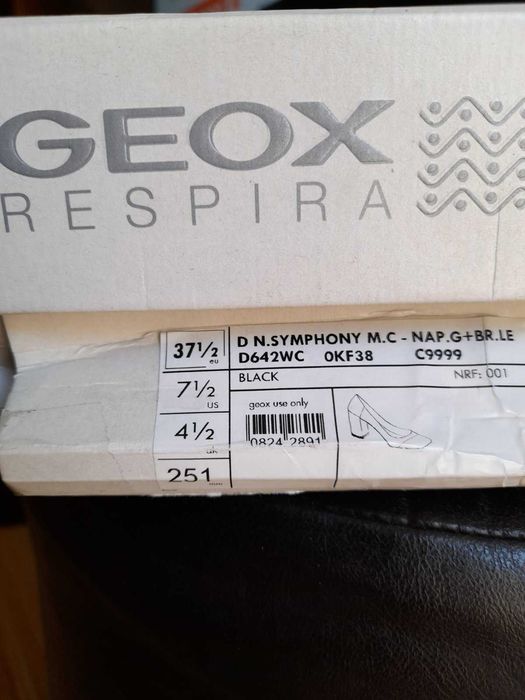 GEOX
RESPIRA
37½ eu
7½ US
4½ uk
251
D N.SYMPHONY M.C - NAP.G+BR.LE
D642WC 0KF38 C9999
BLACK NRF: 001
geox use only
0824 2891